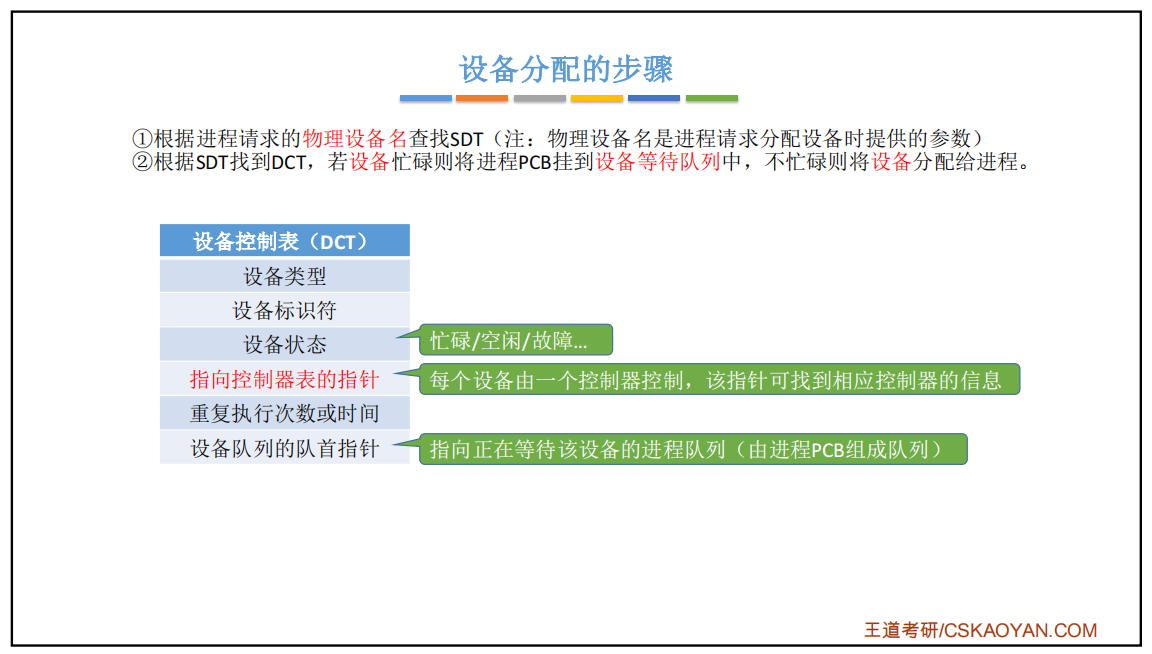 设备分配的步骤
①根据进程请求的物理设备名查找SDT（注：物理设备名是进程请求分配设备时提供的参数）
②根据SDT找到DCT，若设备忙碌则将进程PCB挂到设备等待队列中，不忙碌则将设备分配给进程。
设备控制表（DCT）
设备类型
设备标识符
设备状态
忙碌/空闲/故障...
指向控制器表的指针
每个设备由一个控制器控制，该指针可找到相应控制器的信息
重复执行次数或时间
设备队列的队首指针
指向正在等待该设备的进程队列（由进程PCB组成队列）
王道考研/CSKAOYAN.COM